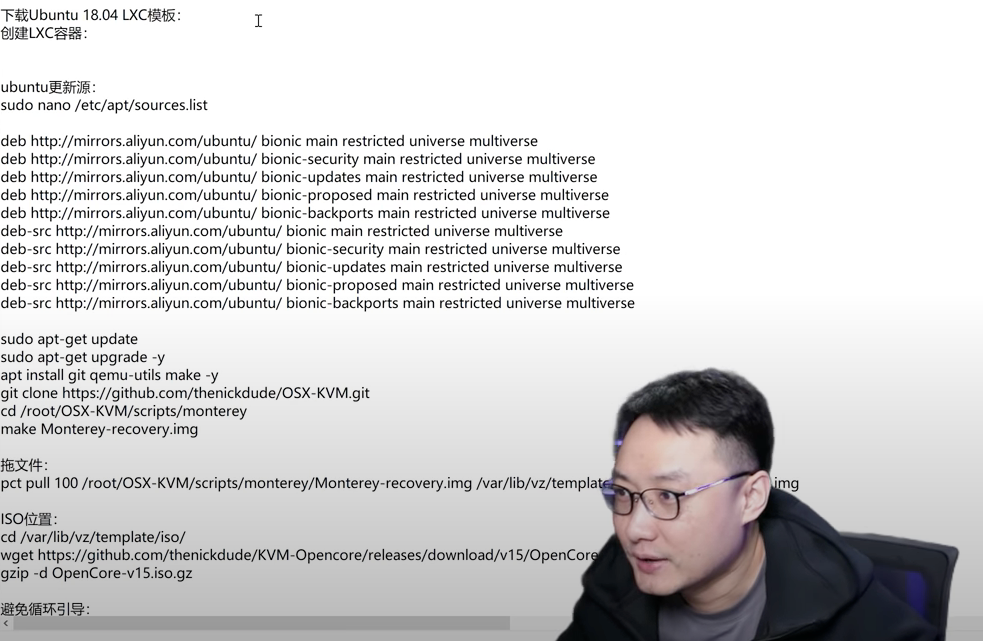 下载Ubuntu 18.04 LXC模板：
创建LXC容器：
ubuntu更新源：
sudo nano /etc/apt/sources.list
deb http://mirrors.aliyun.com/ubuntu/ bionic main restricted universe multiverse
deb http://mirrors.aliyun.com/ubuntu/ bionic-security main restricted universe multiverse
deb http://mirrors.aliyun.com/ubuntu/ bionic-updates main restricted universe multiverse
deb http://mirrors.aliyun.com/ubuntu/ bionic-proposed main restricted universe multiverse
deb http://mirrors.aliyun.com/ubuntu/ bionic-backports main restricted universe multiverse
deb-src http://mirrors.aliyun.com/ubuntu/ bionic main restricted universe multiverse
deb-src http://mirrors.aliyun.com/ubuntu/ bionic-security main restricted universe multiverse
deb-src http://mirrors.aliyun.com/ubuntu/ bionic-updates main restricted universe multiverse
deb-src http://mirrors.aliyun.com/ubuntu/ bionic-proposed main restricted universe multiverse
deb-src http://mirrors.aliyun.com/ubuntu/ bionic-backports main restricted universe multiverse
sudo apt-get update
sudo apt-get upgrade -y
apt install git qemu-utils make -y
git clone https://github.com/thenickdude/OSX-KVM.git
cd /root/OSX-KVM/scripts/monterey
make Monterey-recovery.img
拖文件：
pct pull 100 /root/OSX-KVM/scripts/monterey/Monterey-recovery.img /var/lib/vz/template img
ISO位置：
cd /var/lib/vz/template/iso/
wget https://github.com/thenickdude/KVM-Opencore/releases/download/v15/OpenCore
gzip -d OpenCore-v15.iso.gz
避免循环引导：